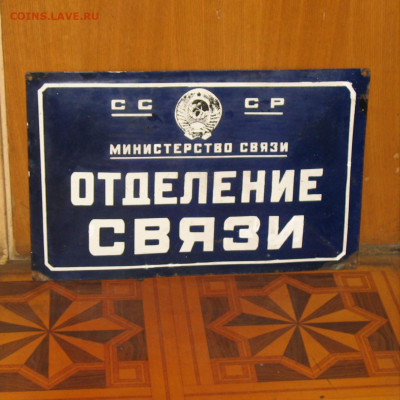 COINS.LAVE.RU
СС СР
МИНИСТЕРСТВО СВЯЗИ
ОТДЕЛЕНИЕ
СВЯЗИ